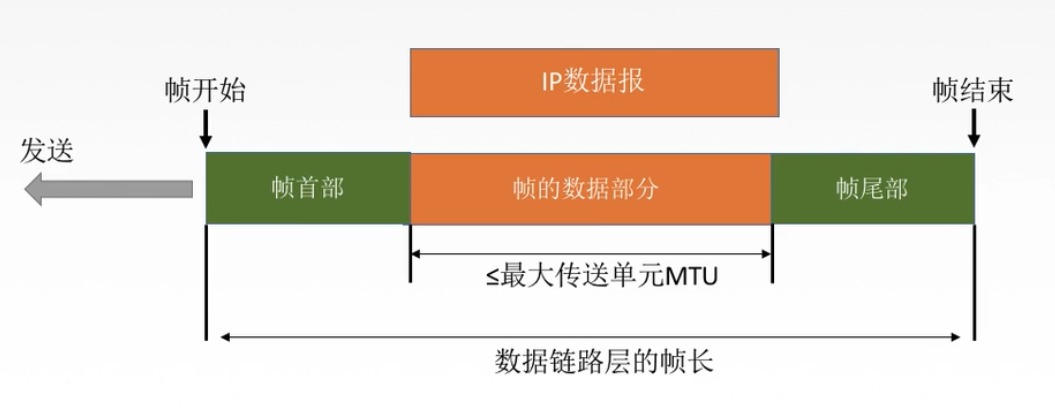 IP数据报
帧开始
帧结束
发送
帧首部
帧的数据部分
帧尾部
≤最大传送单元MTU
数据链路层的帧长